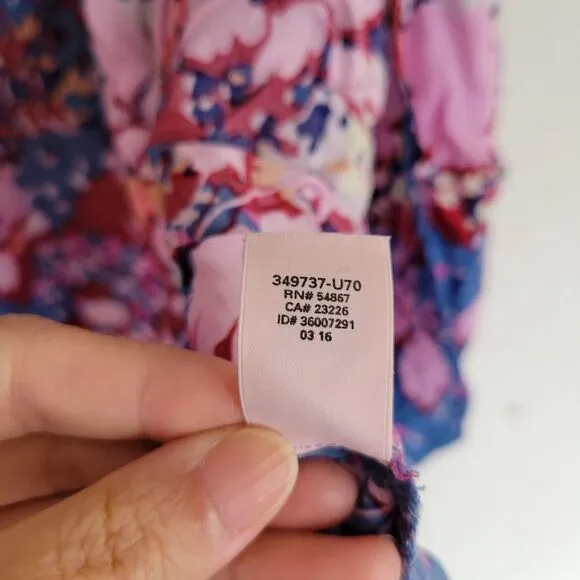 349737-U70
RN# 54867
CA# 23226
ID# 36007291
03 16